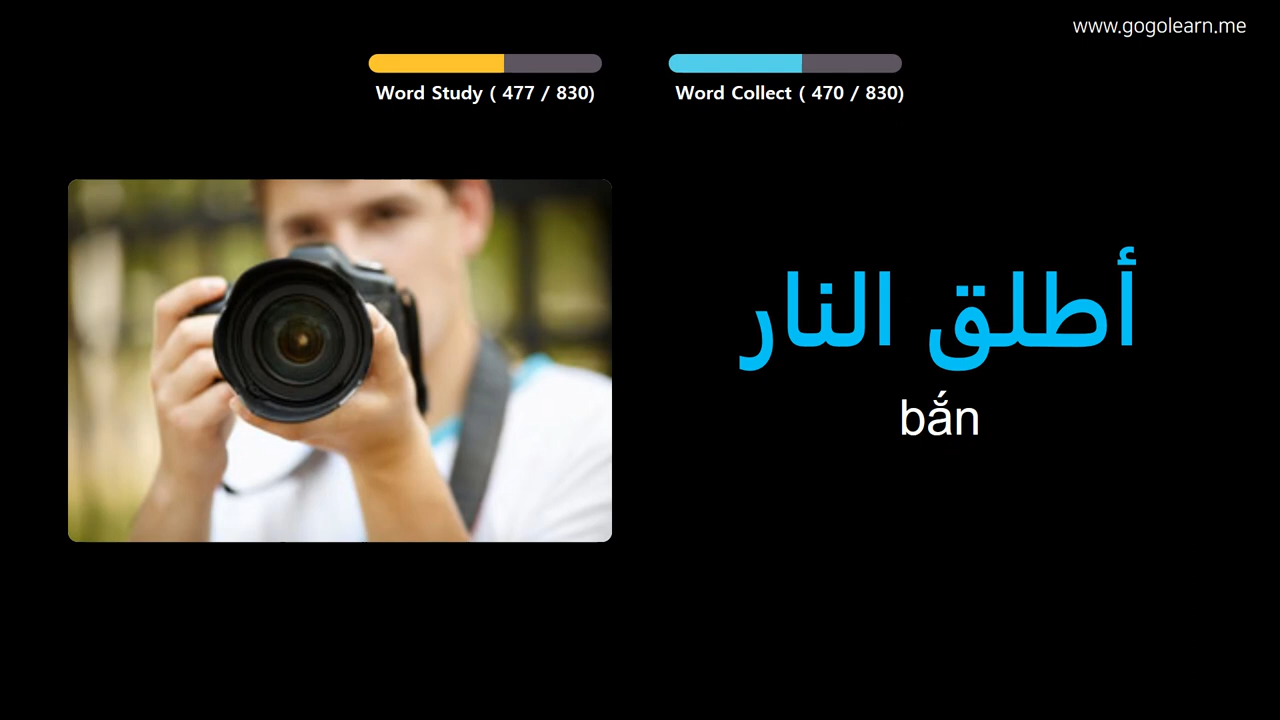 www.gogolearn.me
Word Study ( 477 / 830)
Word Collect ( 470 / 830)
أطلق النار
bắn